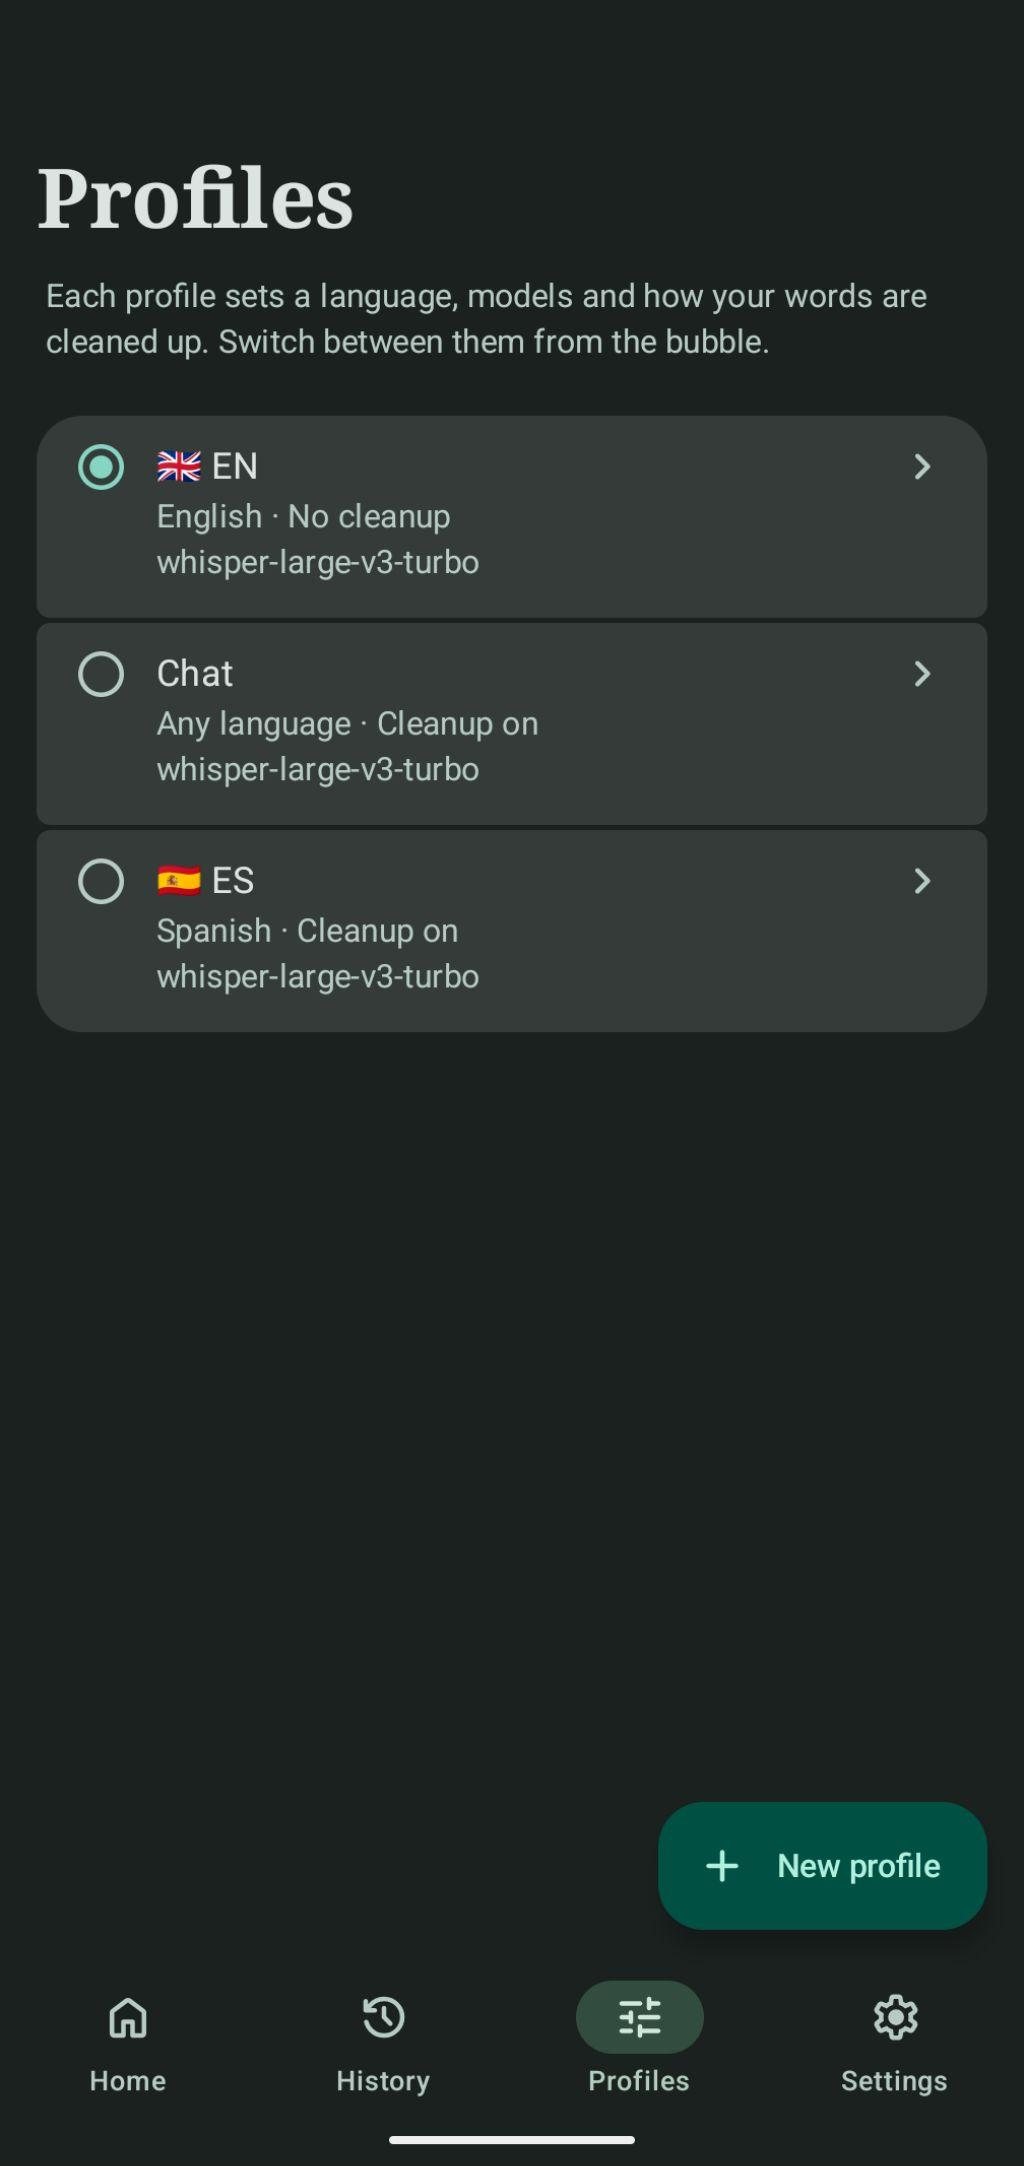 Profiles
Each profile sets a language, models and how your words are
cleaned up. Switch between them from the bubble.
🇬🇧 EN
English · No cleanup
whisper-large-v3-turbo
Chat
Any language · Cleanup on
whisper-large-v3-turbo
🇪🇸 ES
Spanish · Cleanup on
whisper-large-v3-turbo
New profile
Home
History
Profiles
Settings